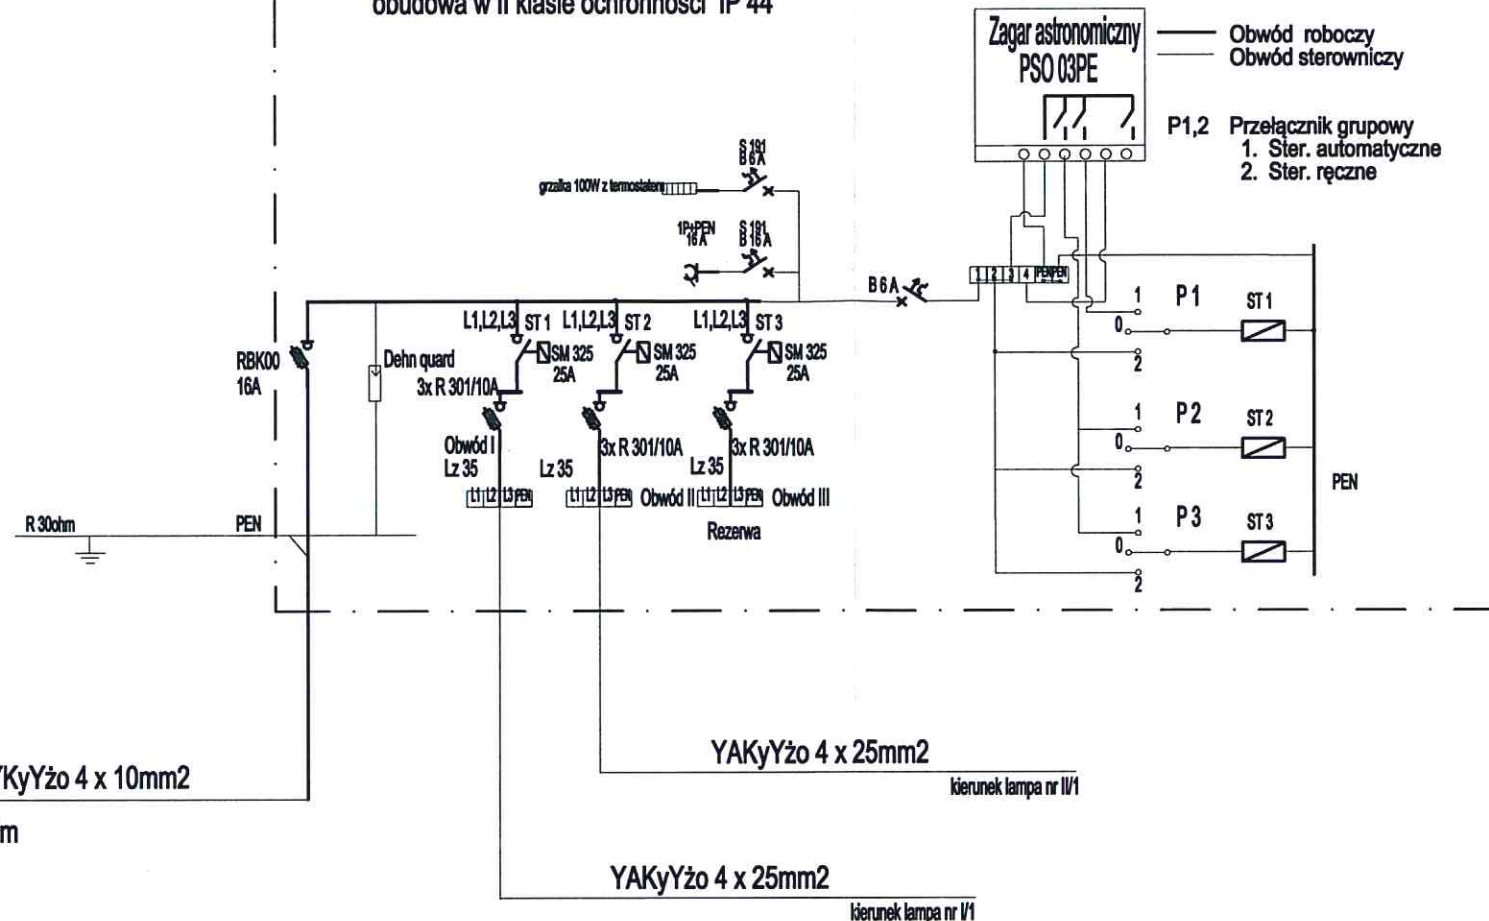 obudowa w II klasie ochronności IP 44
Zagar astronomiczny
PSO 03PE
Obwód roboczy
Obwód sterowniczy
P1,2 Przełącznik grupowy
1. Ster. automatyczne
2. Ster. ręczne
S 191
B 6 A
grzałka 100W z termostatem
1P+PEN
16 A
S 191
B 16 A
B 6 A
1 2 3 4 PEN PEN
RBK00
16A
Dehn quard
L1,L2,L3 ST 1
SM 325
25A
3x R 301/10A
Obwód I
Lz 35
L1 L2 L3 PEN
L1,L2,L3 ST 2
SM 325
25A
3x R 301/10A
Lz 35
L1 L2 L3 PEN
Obwód II
L1,L2,L3 ST 3
SM 325
25A
3x R 301/10A
Lz 35
L1 L2 L3 PEN
Obwód III
Rezerwa
1 P 1 ST 1
0
2
1 P 2 ST 2
0
2
1 P 3 ST 3
0
2
PEN
R 30ohm
PEN
YAKyYżo 4 x 25mm2
kierunek lampa nr II/1
KyYżo 4 x 10mm2
m
YAKyYżo 4 x 25mm2
kierunek lampa nr I/1